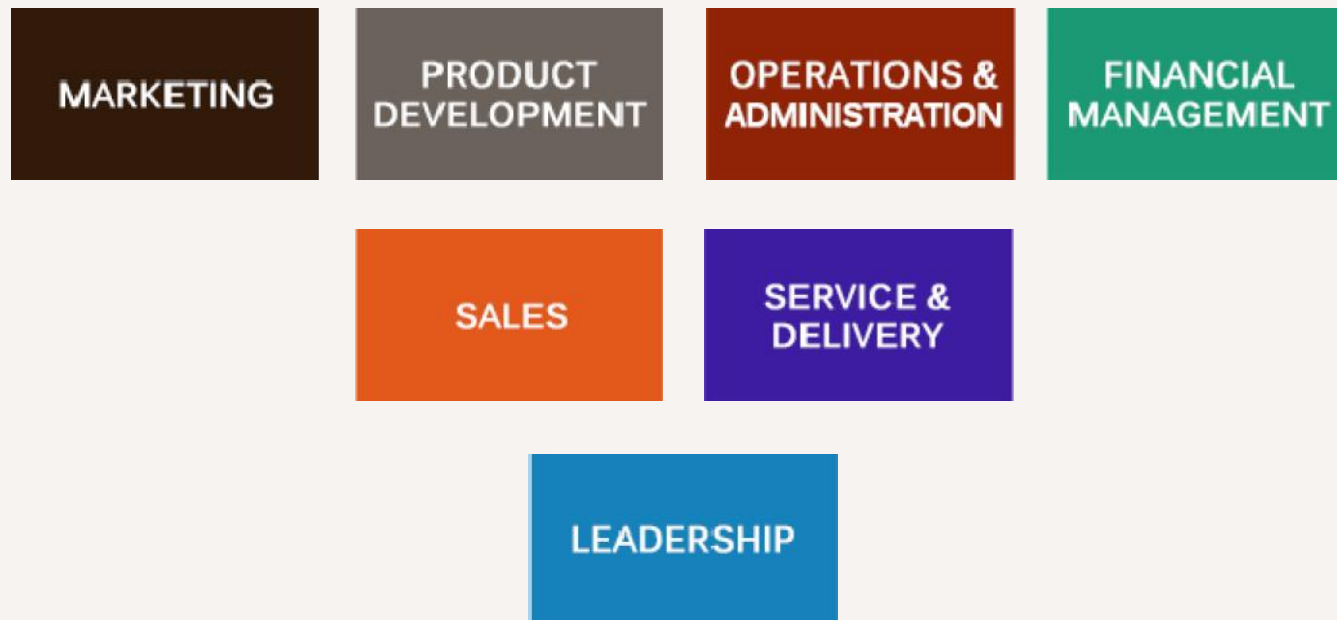 MARKETING
PRODUCT
DEVELOPMENT
OPERATIONS &
ADMINISTRATION
FINANCIAL
MANAGEMENT
SALES
SERVICE &
DELIVERY
LEADERSHIP